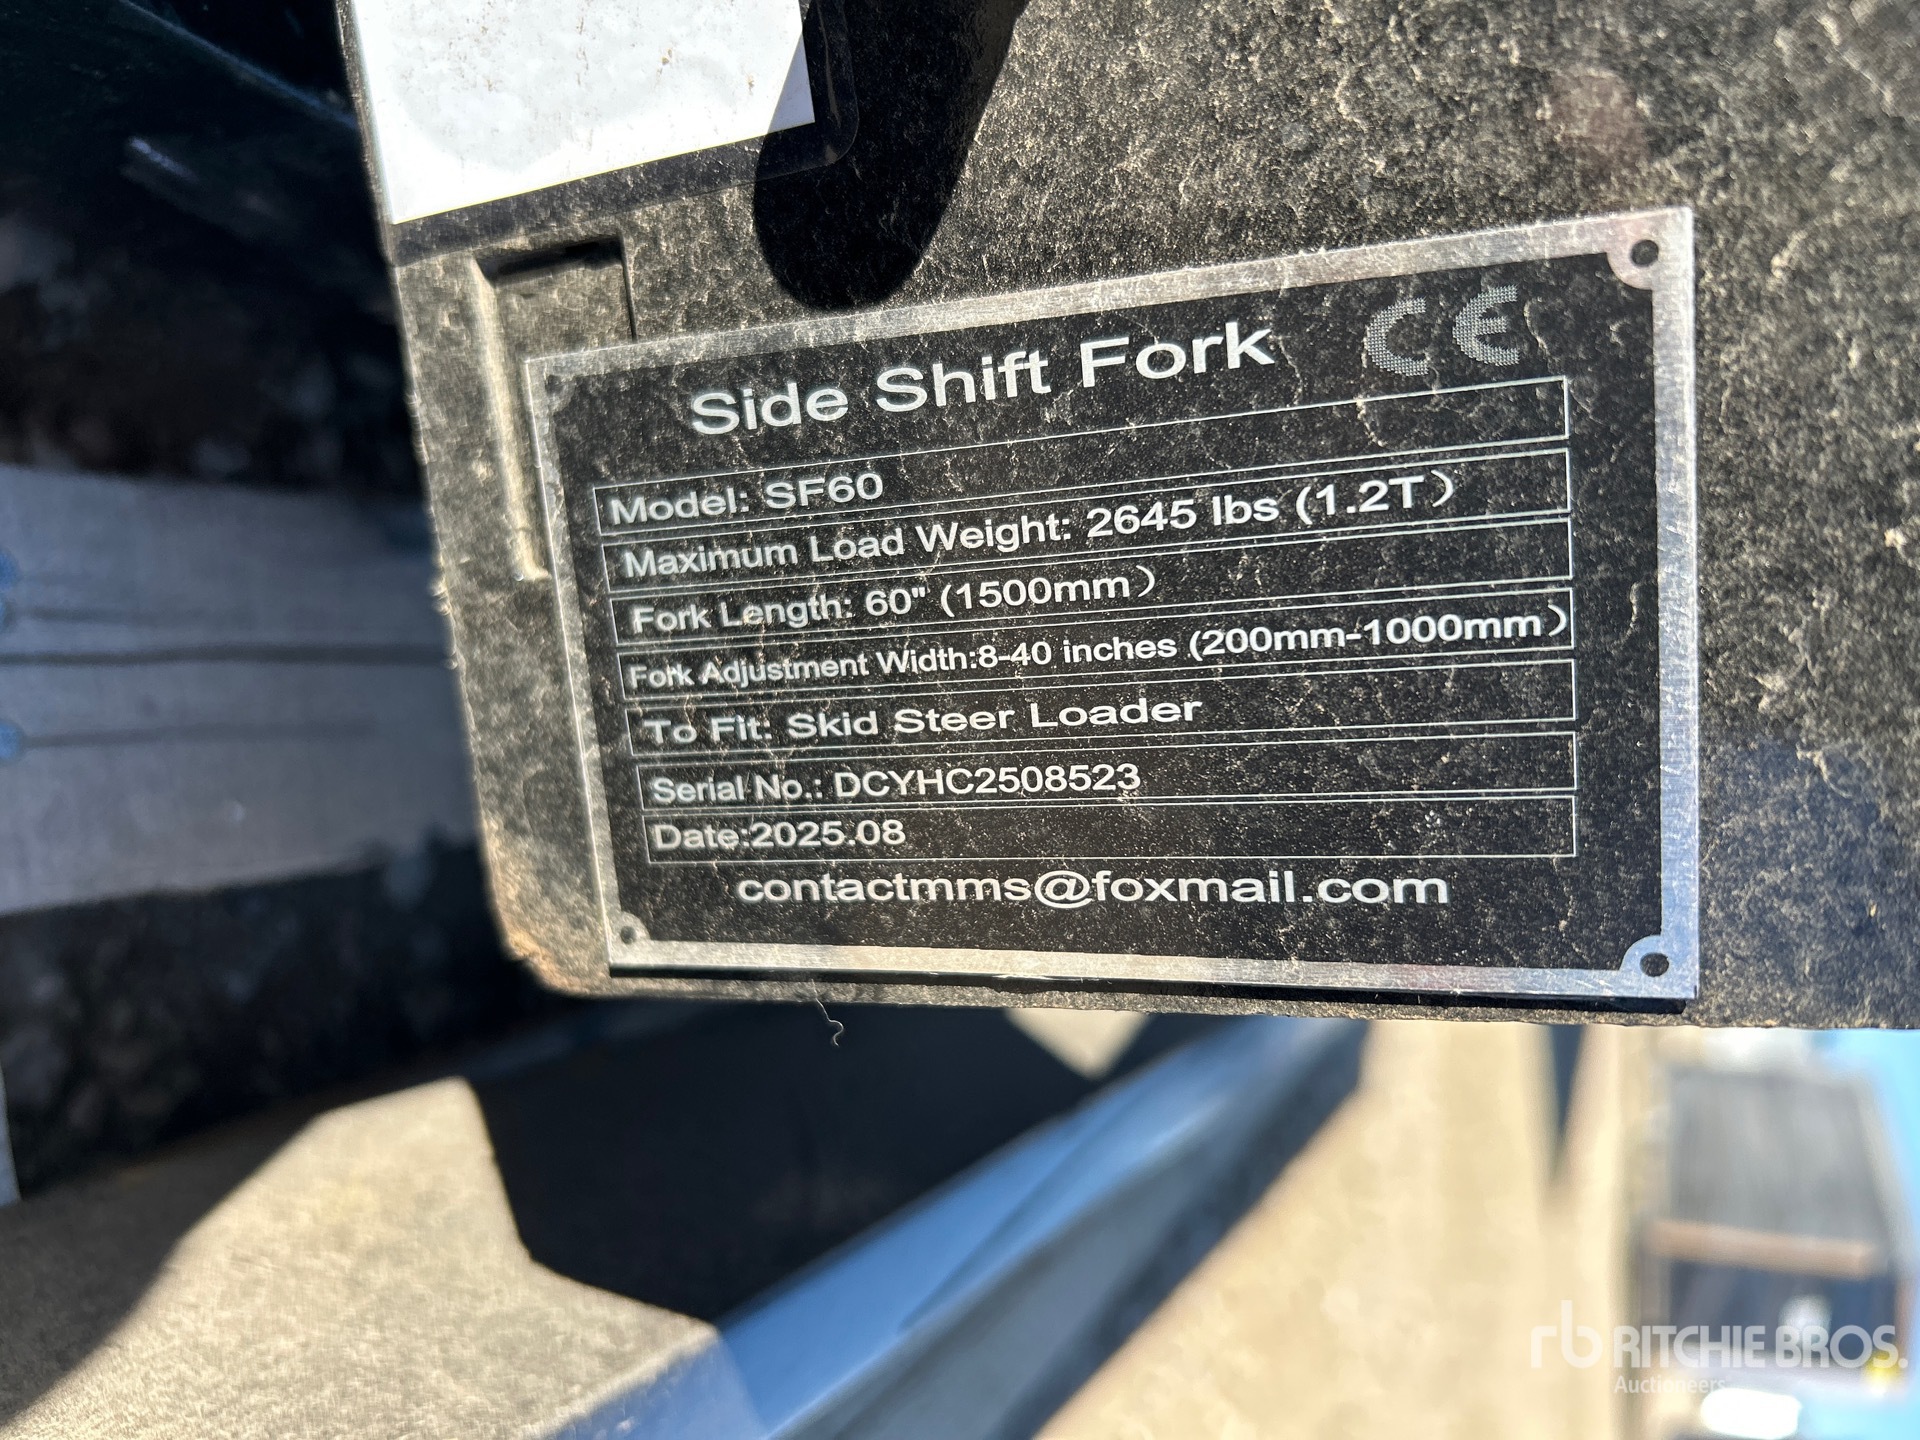 Side Shift Fork CE
Model: SF60
Maximum Load Weight: 2645 lbs (1.2T)
Fork Length: 60" (1500mm)
Fork Adjustment Width:8-40 inches (200mm-1000mm)
To Fit: Skid Steer Loader
Serial No.: DCYHC2508523
Date:2025.08
contactmms@foxmail.com
rb RITCHIE BROS.
Auctioneers